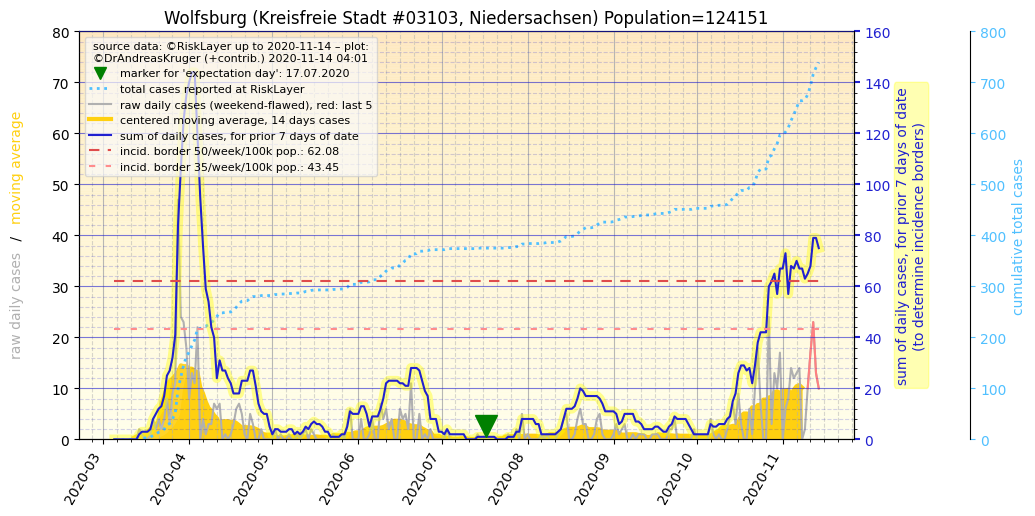 Wolfsburg (Kreisfreie Stadt #03103, Niedersachsen) Population=124151
source data: ©RiskLayer up to 2020-11-14 – plot:
©DrAndreasKruger (+contrib.) 2020-11-14 04:01
marker for 'expectation day': 17.07.2020
total cases reported at RiskLayer
raw daily cases (weekend-flawed), red: last 5
centered moving average, 14 days cases
sum of daily cases, for prior 7 days of date
incid. border 50/week/100k pop.: 62.08
incid. border 35/week/100k pop.: 43.45
raw daily cases / moving average
80
70
60
50
40
30
20
10
0
2020-03
2020-04
2020-05
2020-06
2020-07
2020-08
2020-09
2020-10
2020-11
160
140
120
100
80
60
40
20
0
sum of daily cases, for prior 7 days of date
(to determine incidence borders)
800
700
600
500
400
300
200
100
0
cumulative total cases